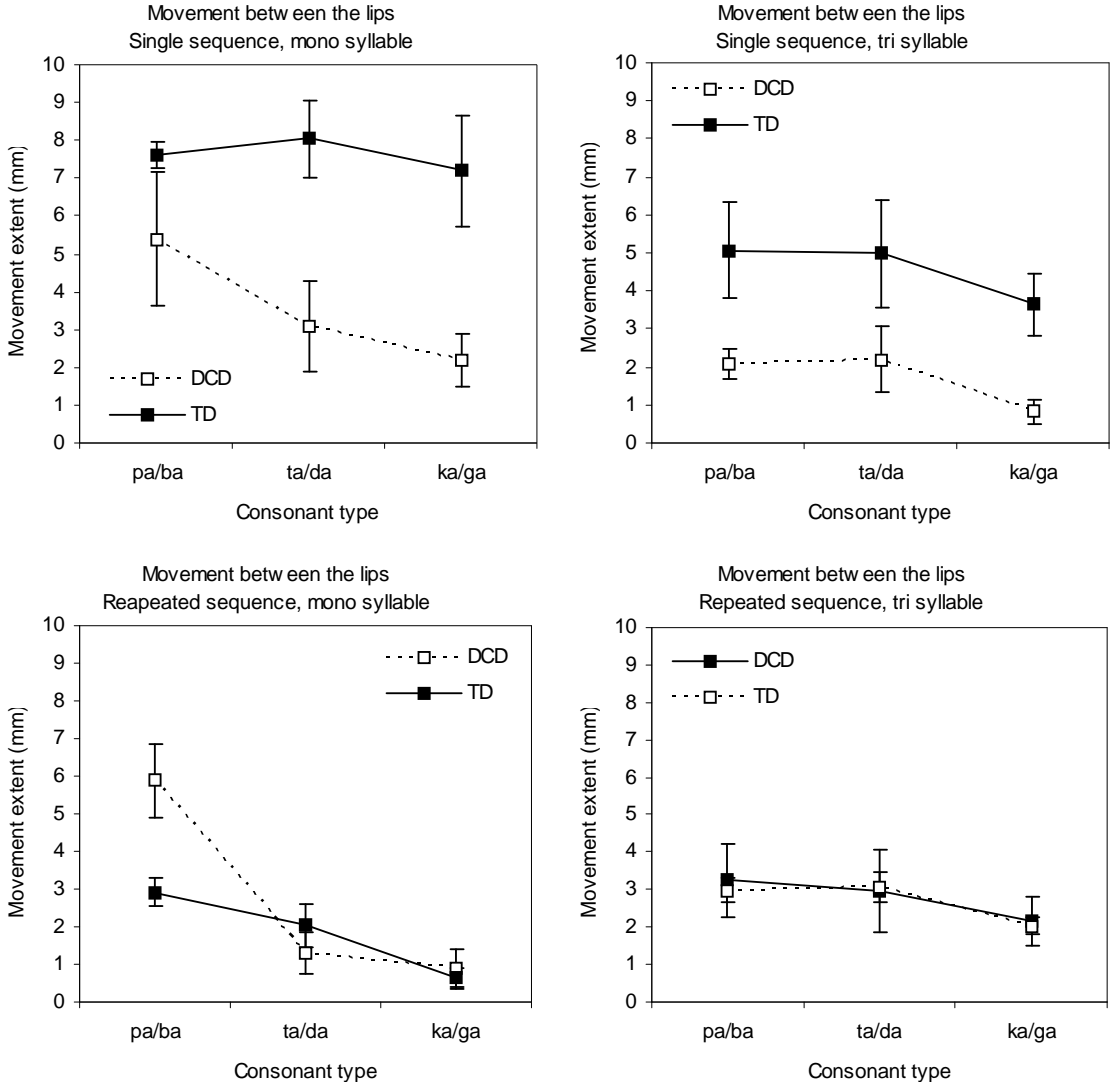 Movement betw een the lips
Single sequence, mono syllable
10
9
8
7
6
5
4
3
2
1
0
Movement extent (mm)
DCD
TD
pa/ba ta/da ka/ga
Consonant type
Movement betw een the lips
Single sequence, tri syllable
10
9
8
7
6
5
4
3
2
1
0
Movement extent (mm)
DCD
TD
pa/ba ta/da ka/ga
Consonant type
Movement betw een the lips
Reapeated sequence, mono syllable
10
9
8
7
6
5
4
3
2
1
0
Movement extent (mm)
DCD
TD
pa/ba ta/da ka/ga
Consonant type
Movement betw een the lips
Repeated sequence, tri syllable
10
9
8
7
6
5
4
3
2
1
0
Movement extent (mm)
DCD
TD
pa/ba ta/da ka/ga
Consonant type